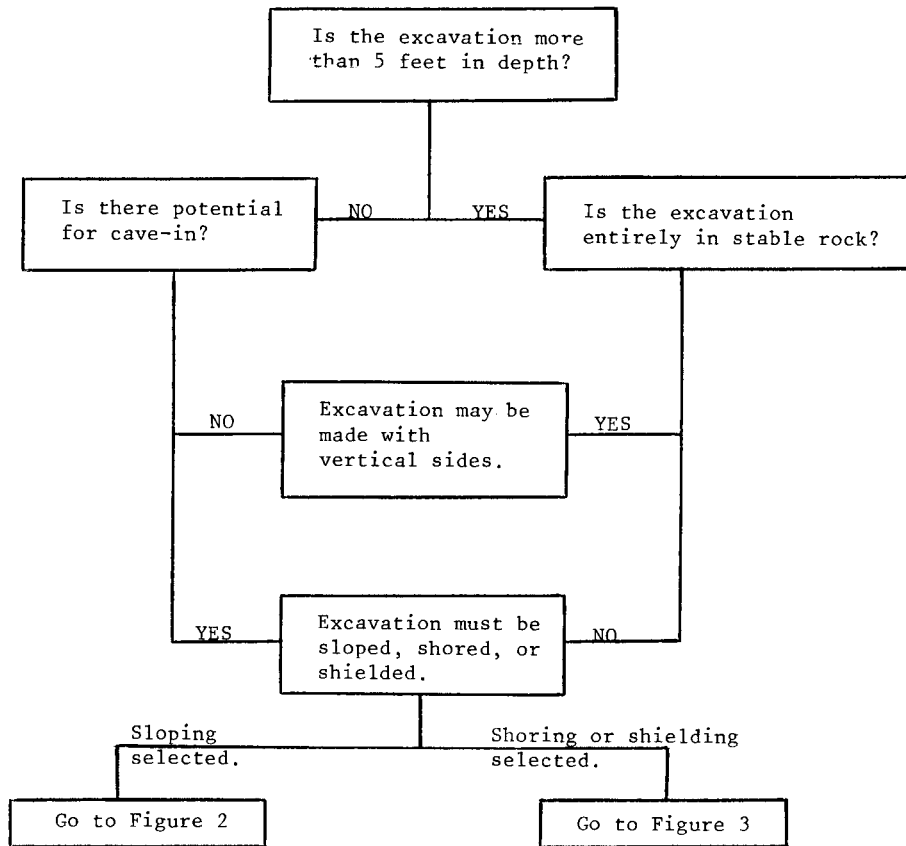 Is the excavation more
than 5 feet in depth?
Is there potential
for cave-in?
NO
YES
Is the excavation
entirely in stable rock?
NO
Excavation may be
made with
vertical sides.
YES
YES
Excavation must be
sloped, shored, or
shielded.
NO
Sloping
selected.
Shoring or shielding
selected.
Go to Figure 2
Go to Figure 3